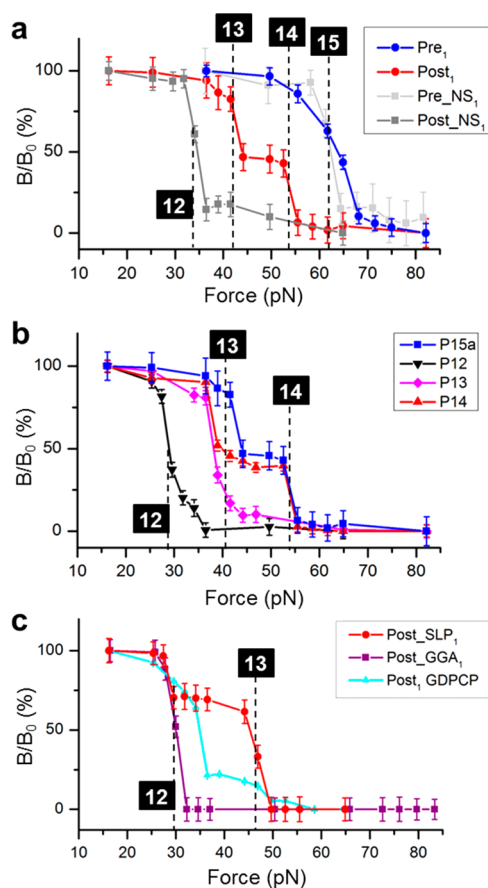 a
13
14
15
Pre1
Post1
Pre_NS1
Post_NS1
B/B0 (%)
100
50
0
12
10 20 30 40 50 60 70 80 90
Force (pN)
b
13
14
P15a
P12
P13
P14
B/B0 (%)
100
50
0
12
10 20 30 40 50 60 70 80 90
Force (pN)
c
13
Post_SLP1
Post_GGA1
Post1 GDPCP
B/B0 (%)
100
50
0
12
10 20 30 40 50 60 70 80 90
Force (pN)